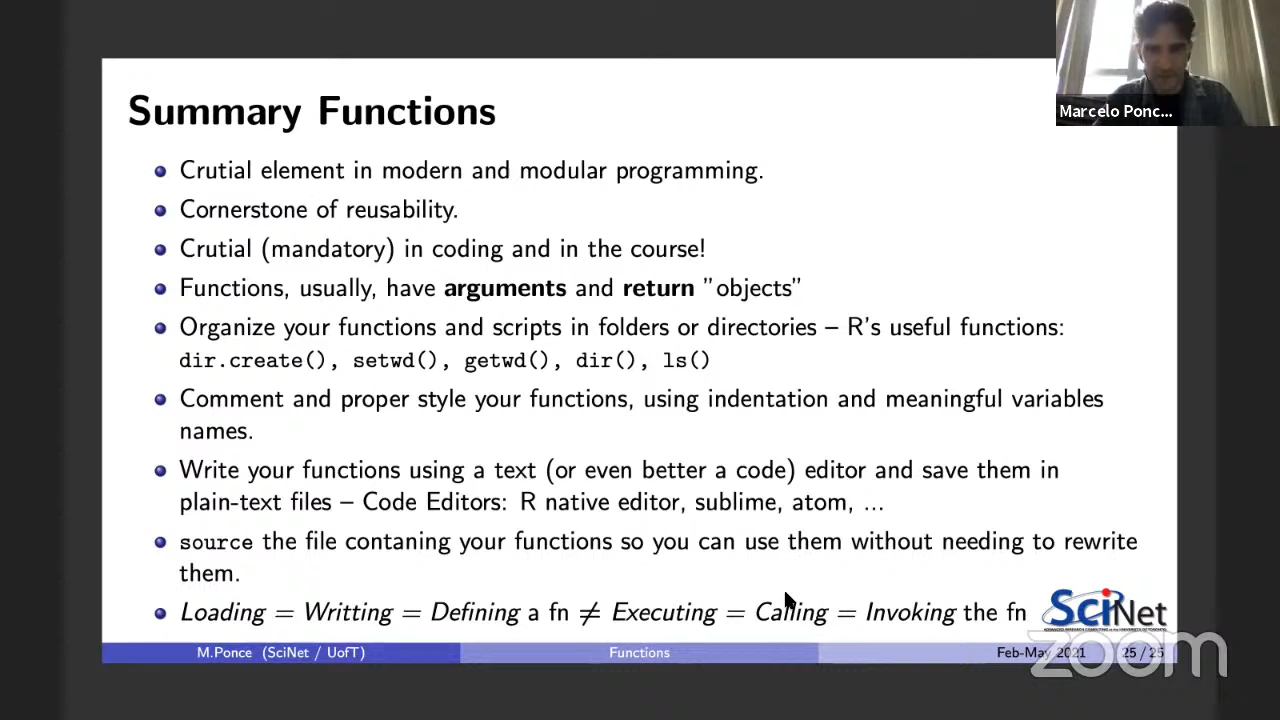 Marcelo Ponc...
Summary Functions
Crutial element in modern and modular programming.
Cornerstone of reusability.
Crutial (mandatory) in coding and in the course!
Functions, usually, have arguments and return ”objects”
Organize your functions and scripts in folders or directories – R's useful functions:
dir.create(), setwd(), getwd(), dir(), ls()
Comment and proper style your functions, using indentation and meaningful variables
names.
Write your functions using a text (or even better a code) editor and save them in
plain-text files – Code Editors: R native editor, sublime, atom, ...
source the file contaning your functions so you can use them without needing to rewrite
them.
Loading = Writting = Defining a fn ≠ Executing = Calling = Invoking the fn
SciNet
M.Ponce (SciNet / UofT)
Functions
Feb-May 2021
25 / 25
zoom